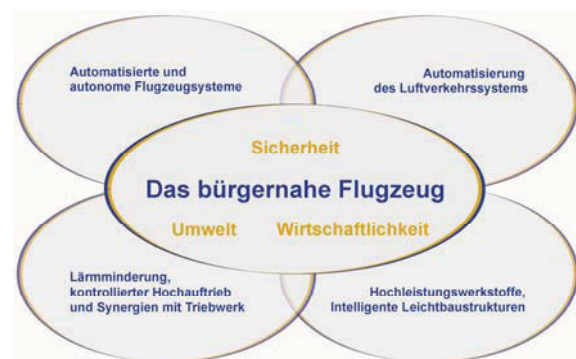 Automatisierte und
autonome Flugzeugsysteme
Automatisierung
des Luftverkehrssystems
Sicherheit
Das bürgernahe Flugzeug
Umwelt Wirtschaftlichkeit
Lärmminderung,
kontrollierter Hochauftrieb
und Synergien mit Triebwerk
Hochleistungswerkstoffe,
Intelligente Leichtbaustrukturen